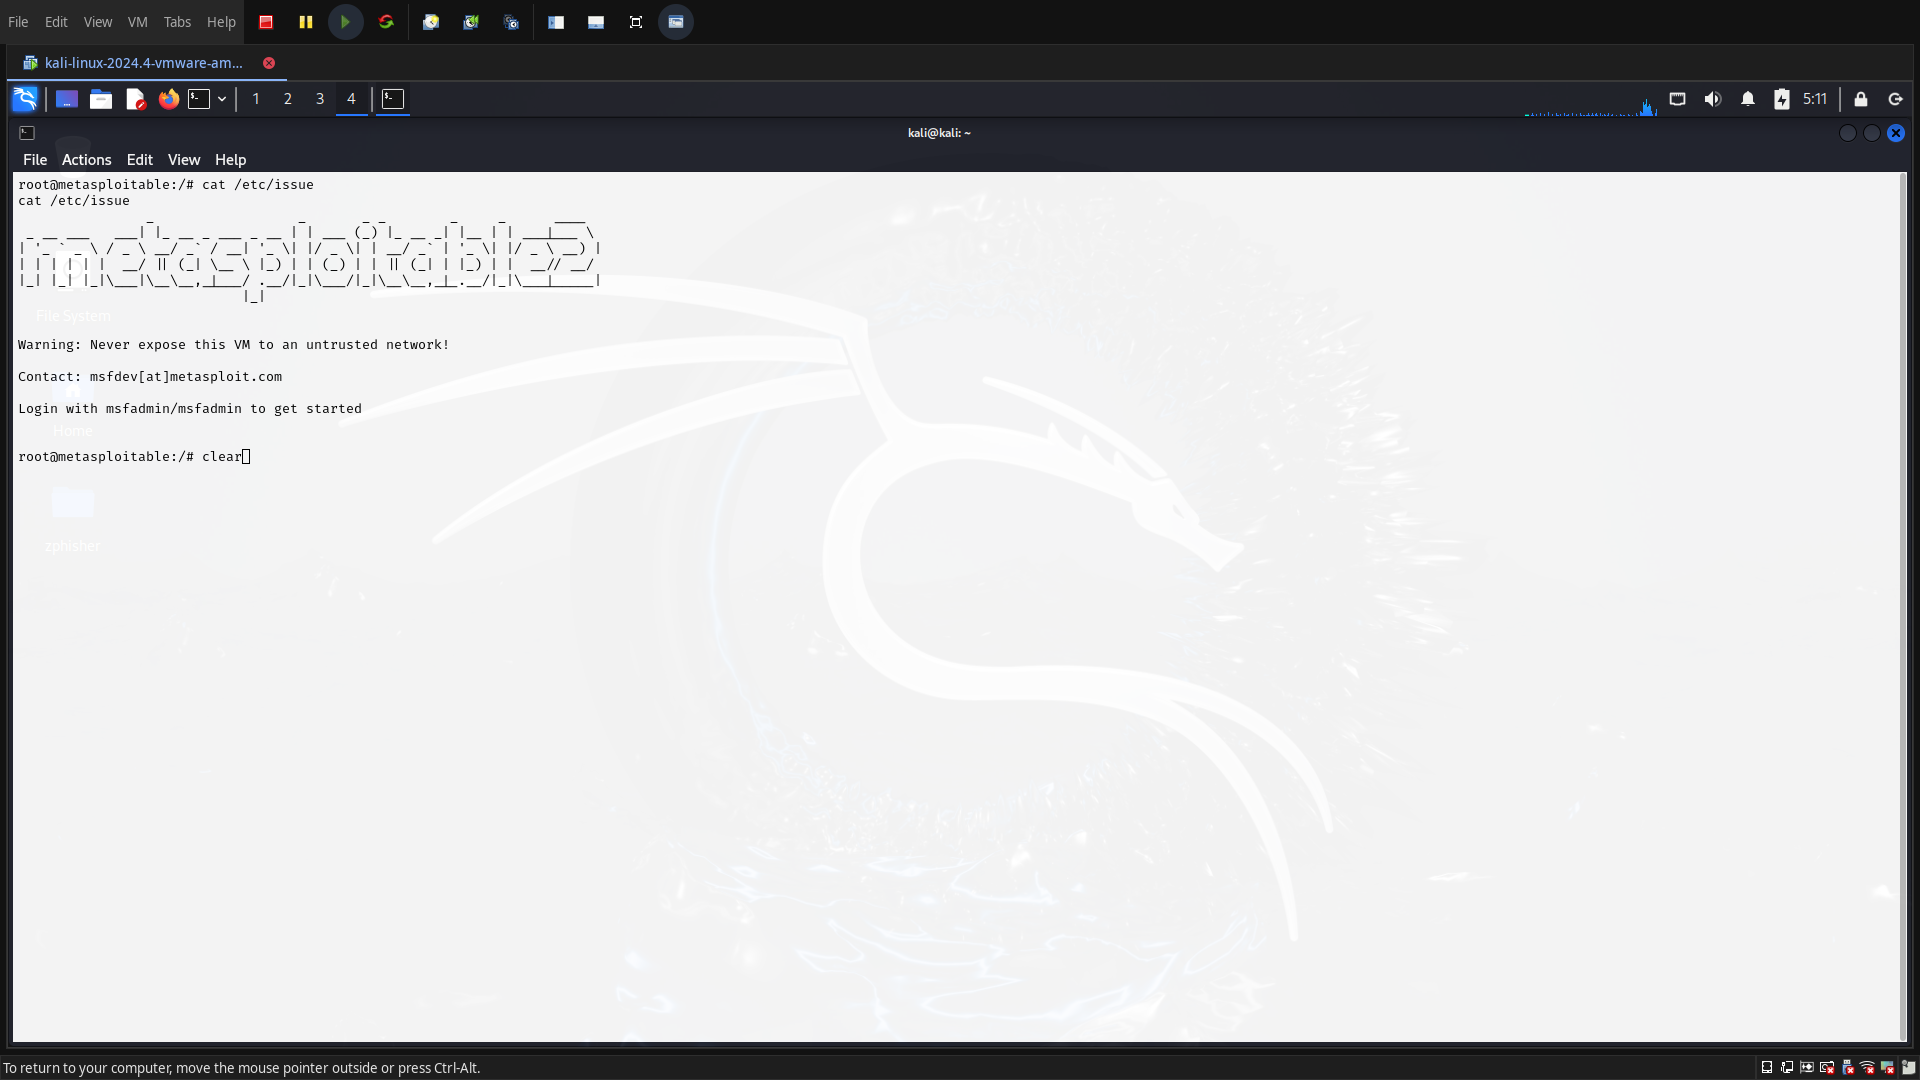 File Edit View VM Tabs Help
kali-linux-2024.4-vmware-am...
1 2 3 4
5:11
kali@kali: ~
File Actions Edit View Help
root@metasploitable:/# cat /etc/issue
cat /etc/issue
metasploitable2
Warning: Never expose this VM to an untrusted network!
Contact: msfdev[at]metasploit.com
Login with msfadmin/msfadmin to get started
root@metasploitable:/# clear
File System
Home
zphisher
To return to your computer, move the mouse pointer outside or press Ctrl-Alt.